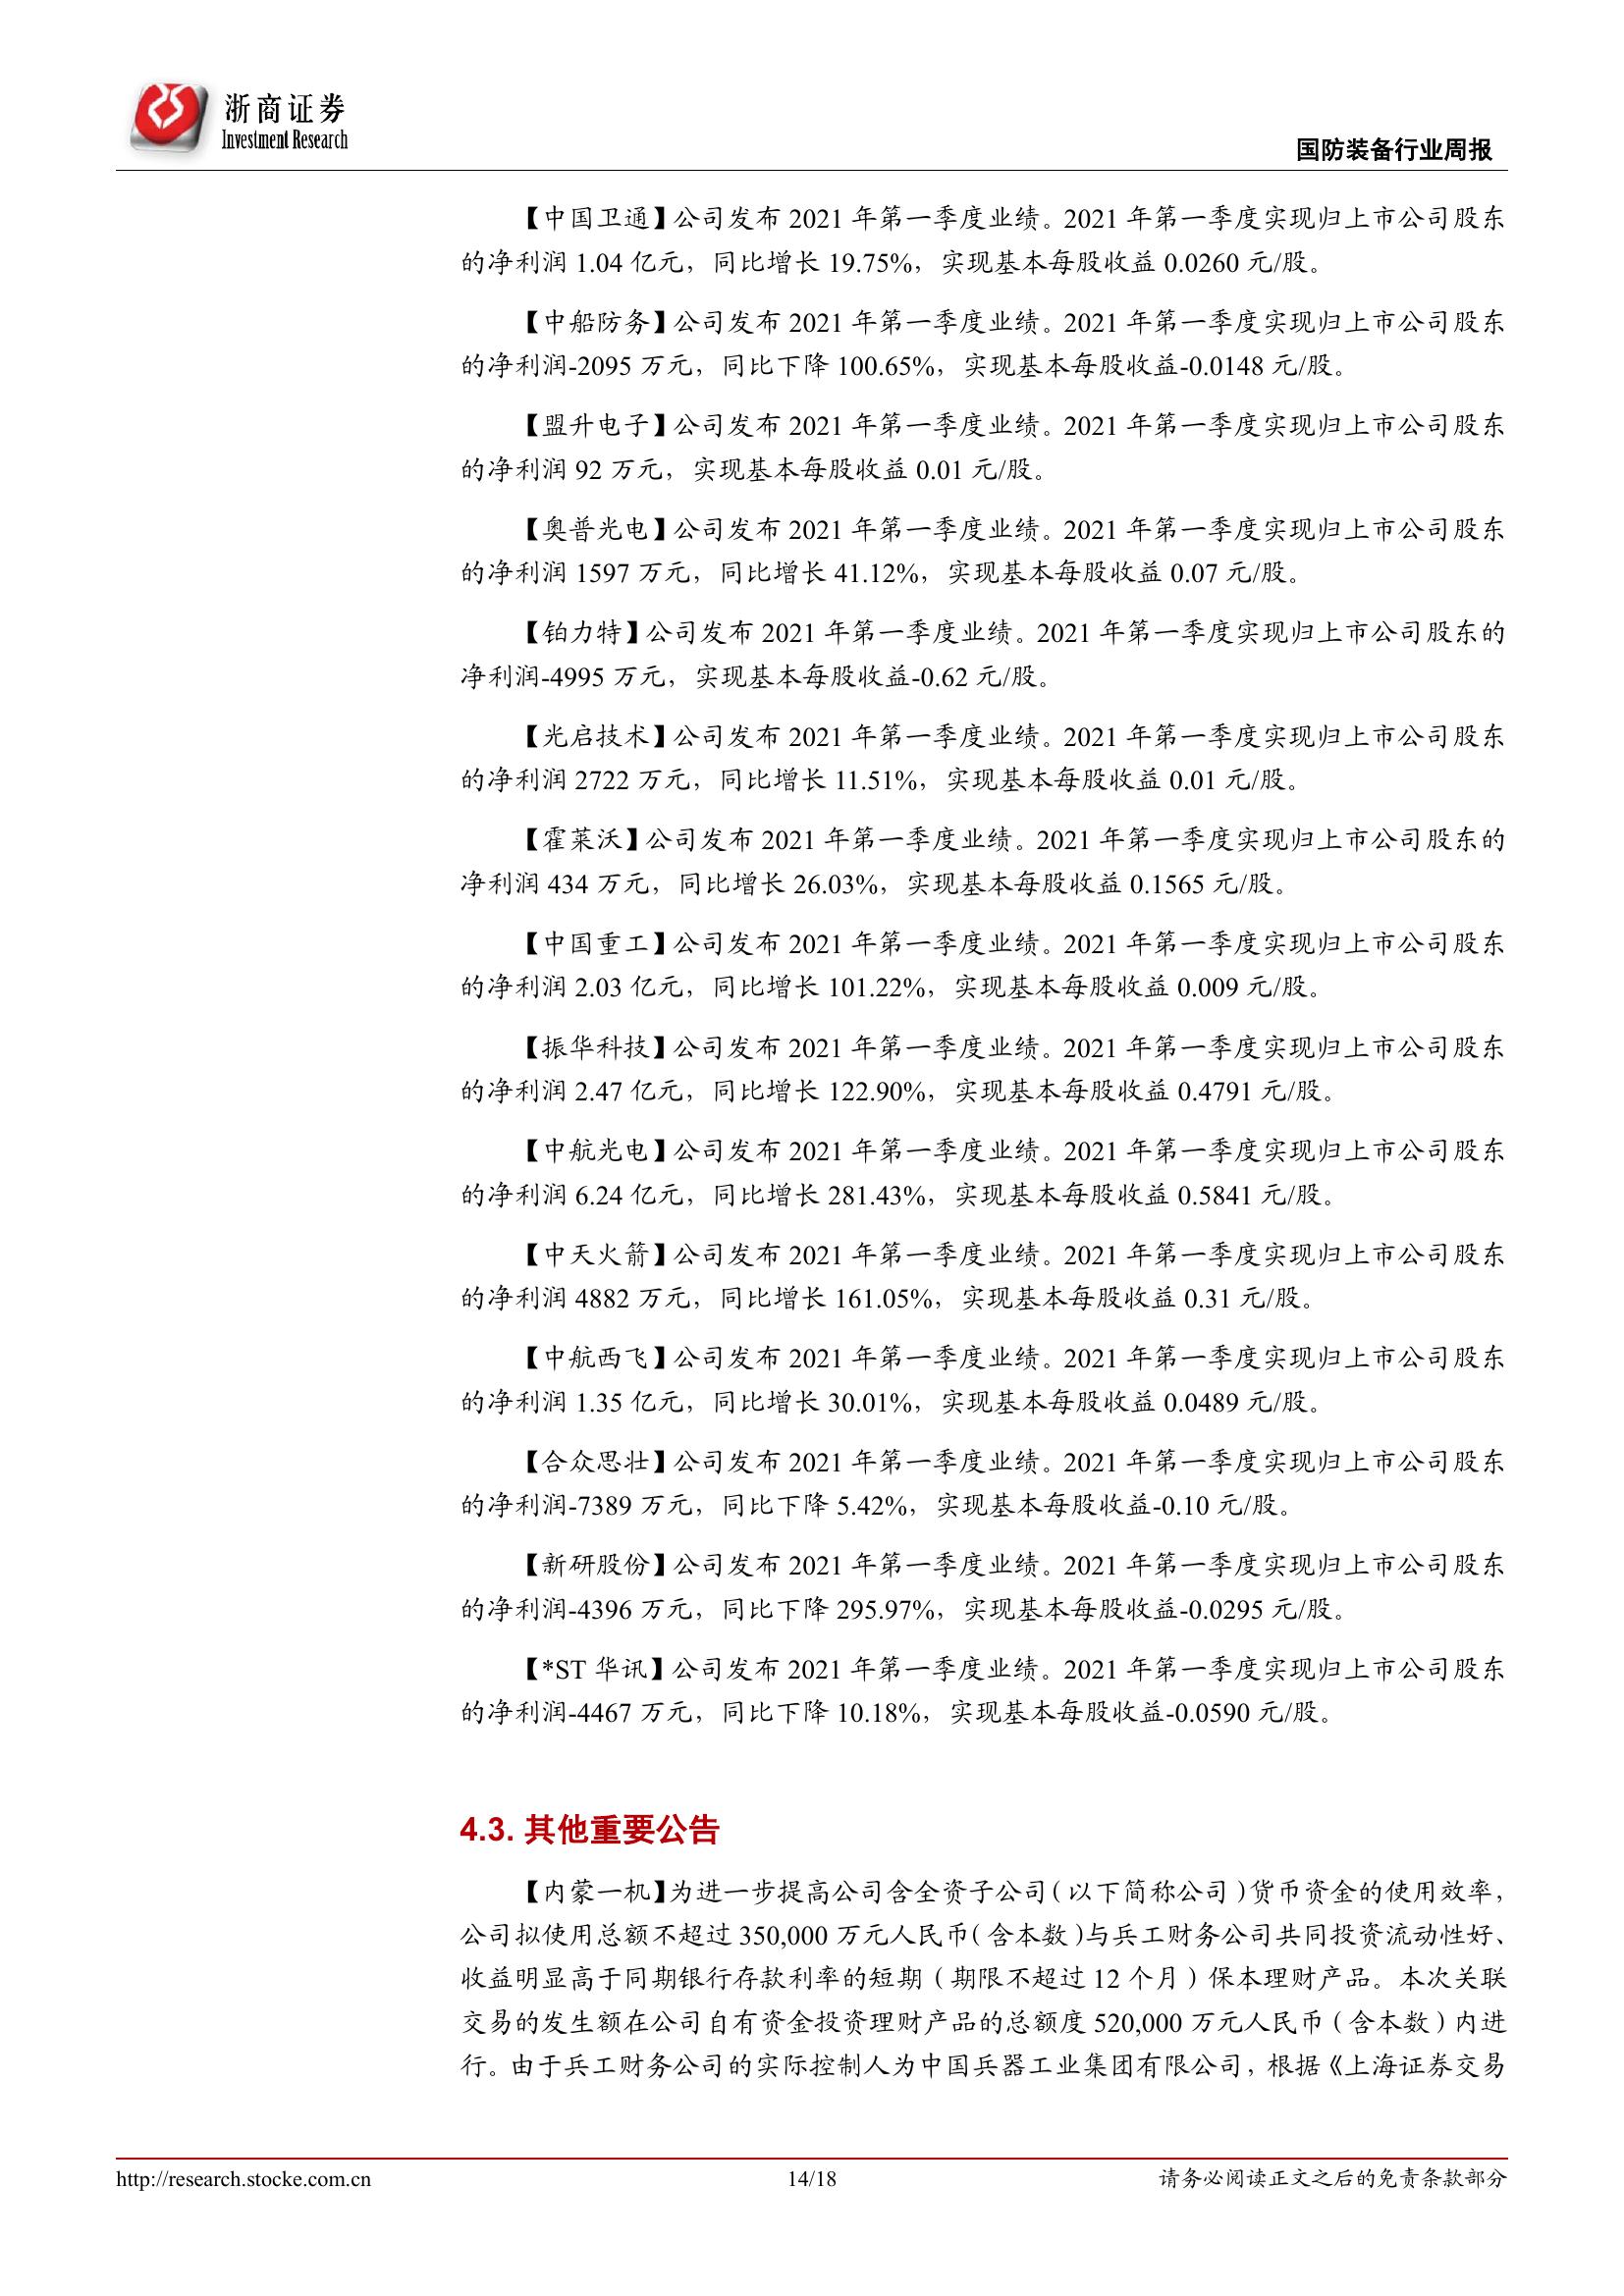 浙商证券
Investment Research
国防装备行业周报
【中国卫通】公司发布 2021 年第一季度业绩。2021 年第一季度实现归上市公司股东
的净利润 1.04 亿元，同比增长 19.75%，实现基本每股收益 0.0260 元/股。
【中船防务】公司发布 2021 年第一季度业绩。2021 年第一季度实现归上市公司股东
的净利润-2095 万元，同比下降 100.65%，实现基本每股收益-0.0148 元/股。
【盟升电子】公司发布 2021 年第一季度业绩。2021 年第一季度实现归上市公司股东
的净利润 92 万元，实现基本每股收益 0.01 元/股。
【奥普光电】公司发布 2021 年第一季度业绩。2021 年第一季度实现归上市公司股东
的净利润 1597 万元，同比增长 41.12%，实现基本每股收益 0.07 元/股。
【铂力特】公司发布 2021 年第一季度业绩。2021 年第一季度实现归上市公司股东的
净利润-4995 万元，实现基本每股收益-0.62 元/股。
【光启技术】公司发布 2021 年第一季度业绩。2021 年第一季度实现归上市公司股东
的净利润 2722 万元，同比增长 11.51%，实现基本每股收益 0.01 元/股。
【霍莱沃】公司发布 2021 年第一季度业绩。2021 年第一季度实现归上市公司股东的
净利润 434 万元，同比增长 26.03%，实现基本每股收益 0.1565 元/股。
【中国重工】公司发布 2021 年第一季度业绩。2021 年第一季度实现归上市公司股东
的净利润 2.03 亿元，同比增长 101.22%，实现基本每股收益 0.009 元/股。
【振华科技】公司发布 2021 年第一季度业绩。2021 年第一季度实现归上市公司股东
的净利润 2.47 亿元，同比增长 122.90%，实现基本每股收益 0.4791 元/股。
【中航光电】公司发布 2021 年第一季度业绩。2021 年第一季度实现归上市公司股东
的净利润 6.24 亿元，同比增长 281.43%，实现基本每股收益 0.5841 元/股。
【中天火箭】公司发布 2021 年第一季度业绩。2021 年第一季度实现归上市公司股东
的净利润 4882 万元，同比增长 161.05%，实现基本每股收益 0.31 元/股。
【中航西飞】公司发布 2021 年第一季度业绩。2021 年第一季度实现归上市公司股东
的净利润 1.35 亿元，同比增长 30.01%，实现基本每股收益 0.0489 元/股。
【合众思壮】公司发布 2021 年第一季度业绩。2021 年第一季度实现归上市公司股东
的净利润-7389 万元，同比下降 5.42%，实现基本每股收益-0.10 元/股。
【新研股份】公司发布 2021 年第一季度业绩。2021 年第一季度实现归上市公司股东
的净利润-4396 万元，同比下降 295.97%，实现基本每股收益-0.0295 元/股。
【*ST 华讯】公司发布 2021 年第一季度业绩。2021 年第一季度实现归上市公司股东
的净利润-4467 万元，同比下降 10.18%，实现基本每股收益-0.0590 元/股。
4.3. 其他重要公告
【内蒙一机】为进一步提高公司含全资子公司（以下简称公司）货币资金的使用效率，
公司拟使用总额不超过 350,000 万元人民币（含本数）与兵工财务公司共同投资流动性好、
收益明显高于同期银行存款利率的短期（期限不超过 12 个月）保本理财产品。本次关联
交易的发生额在公司自有资金投资理财产品的总额度 520,000 万元人民币（含本数）内进
行。由于兵工财务公司的实际控制人为中国兵器工业集团有限公司，根据《上海证券交易
http://research.stocke.com.cn
14/18
请务必阅读正文之后的免责条款部分